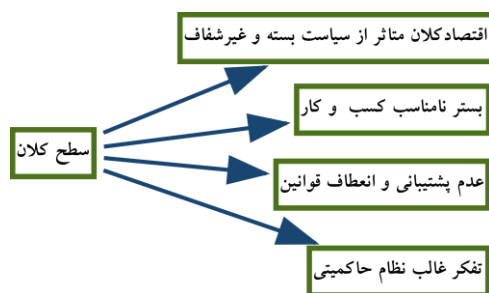 اقتصادکلان متاثر از سیاست بسته و غیرشفاف
بستر نامناسب کسب و کار
سطح کلان
عدم پشتیبانی و انعطاف قوانین
تفکر غالب نظام حاکمیتی